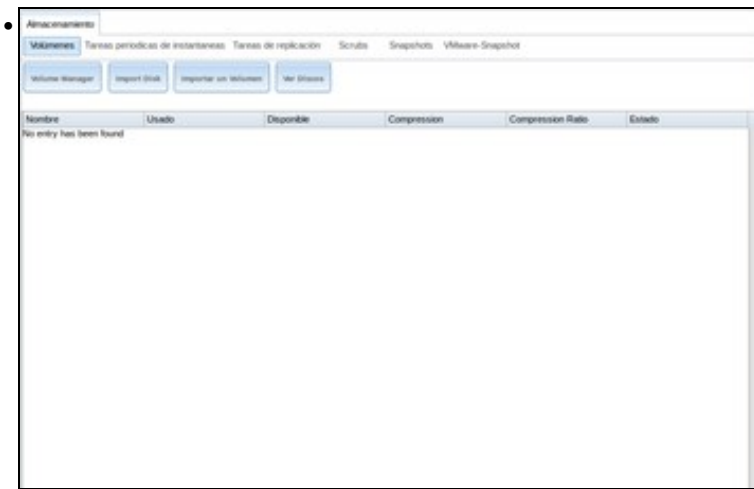 Almacenamiento
Volúmenes Tareas periodicas de instantaneas Tareas de replicación Scrubs Snapshots VMware-Snapshot
Volume Manager Import Disk Importar un Volumen Ver Discos
Nombre Usado Disponible Compression Compression Ratio Estado
No entry has been found